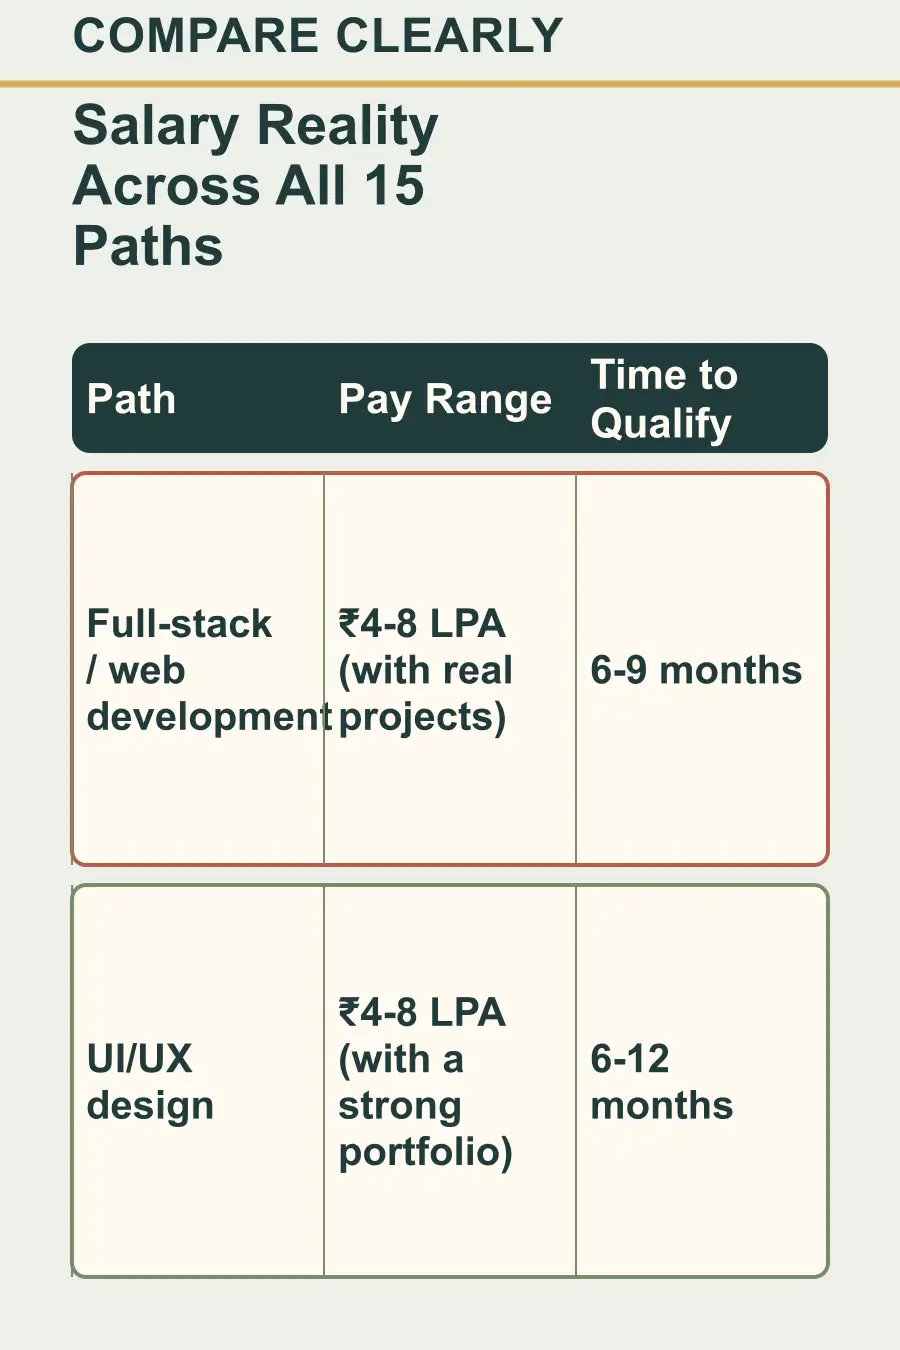 COMPARE CLEARLY
Salary Reality
Across All 15
Paths
Path
Pay Range
Time to
Qualify
Full-stack
/ web
development
₹4-8 LPA
(with real
projects)
6-9 months
UI/UX
design
₹4-8 LPA
(with a
strong
portfolio)
6-12
months